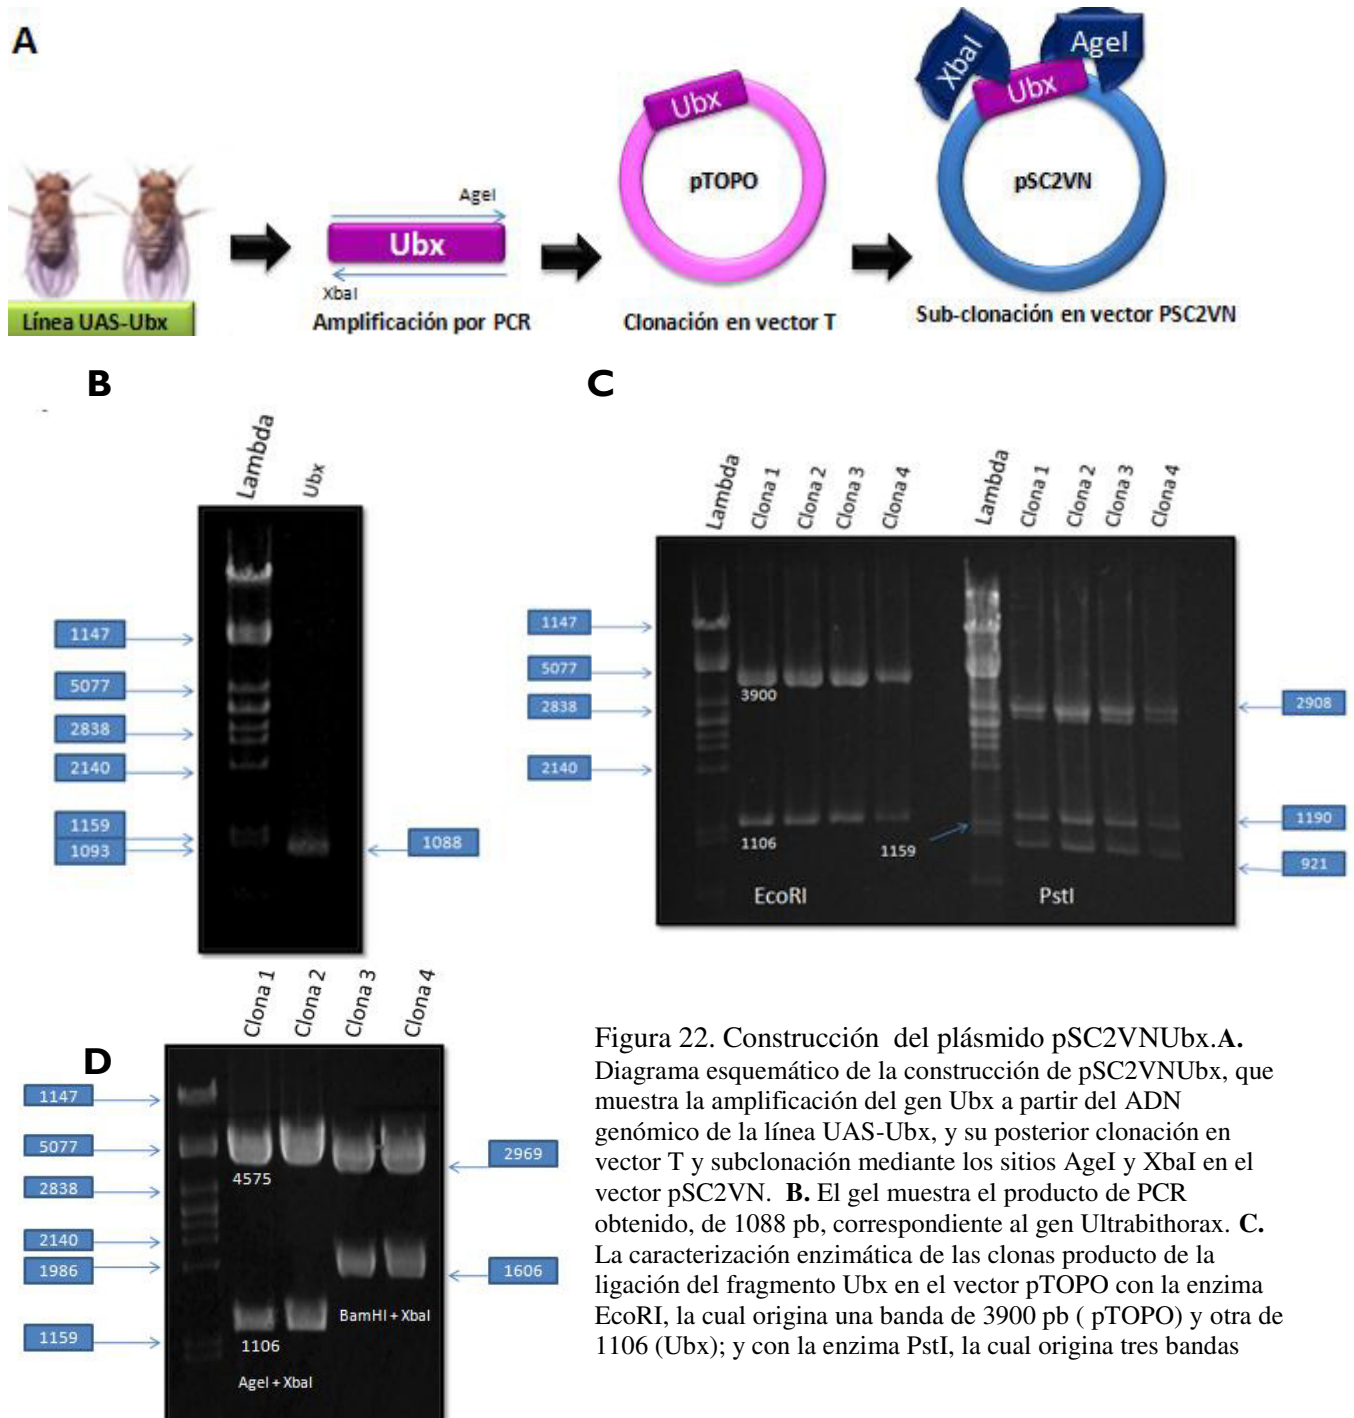 A
XbaI
AgeI
Ubx
Ubx
pTOPO
pSC2VN
AgeI
Ubx
XbaI
Línea UAS-Ubx
Amplificación por PCR
Clonación en vector T
Sub-clonación en vector PSC2VN
B
Lambda
Ubx
1147
5077
2838
2140
1159
1093
1088
C
Lambda
Clona 1
Clona 2
Clona 3
Clona 4
Lambda
Clona 1
Clona 2
Clona 3
Clona 4
1147
5077
2838
2140
3900
1106
1159
EcoRI
PstI
2908
1190
921
D
Clona 1
Clona 2
Clona 3
Clona 4
1147
5077
2838
2140
1986
1159
4575
1106
AgeI + XbaI
BamHI + XbaI
2969
1606
Figura 22. Construcción del plásmido pSC2VNUbx.A.
Diagrama esquemático de la construcción de pSC2VNUbx, que
muestra la amplificación del gen Ubx a partir del ADN
genómico de la línea UAS-Ubx, y su posterior clonación en
vector T y subclonación mediante los sitios AgeI y XbaI en el
vector pSC2VN. B. El gel muestra el producto de PCR
obtenido, de 1088 pb, correspondiente al gen Ultrabithorax. C.
La caracterización enzimática de las clonas producto de la
ligación del fragmento Ubx en el vector pTOPO con la enzima
EcoRI, la cual origina una banda de 3900 pb ( pTOPO) y otra de
1106 (Ubx); y con la enzima PstI, la cual origina tres bandas